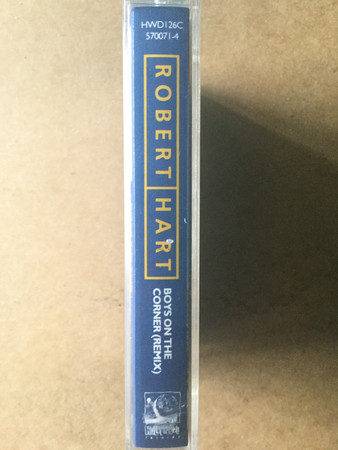 HWD126C
570071-4
ROBERT HART
BOYS ON THE
CORNER (REMIX)